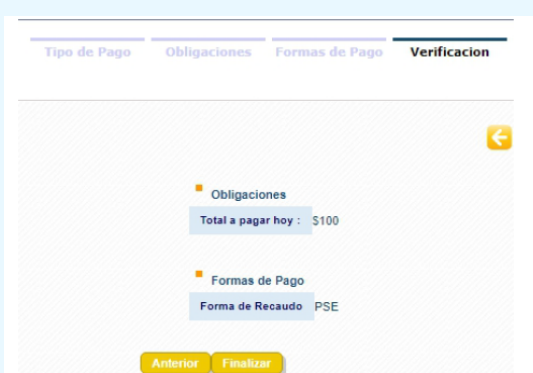 Tipo de Pago Obligaciones Formas de Pago Verificacion
Obligaciones
Total a pagar hoy : $100
Formas de Pago
Forma de Recaudo PSE
Anterior Finalizar